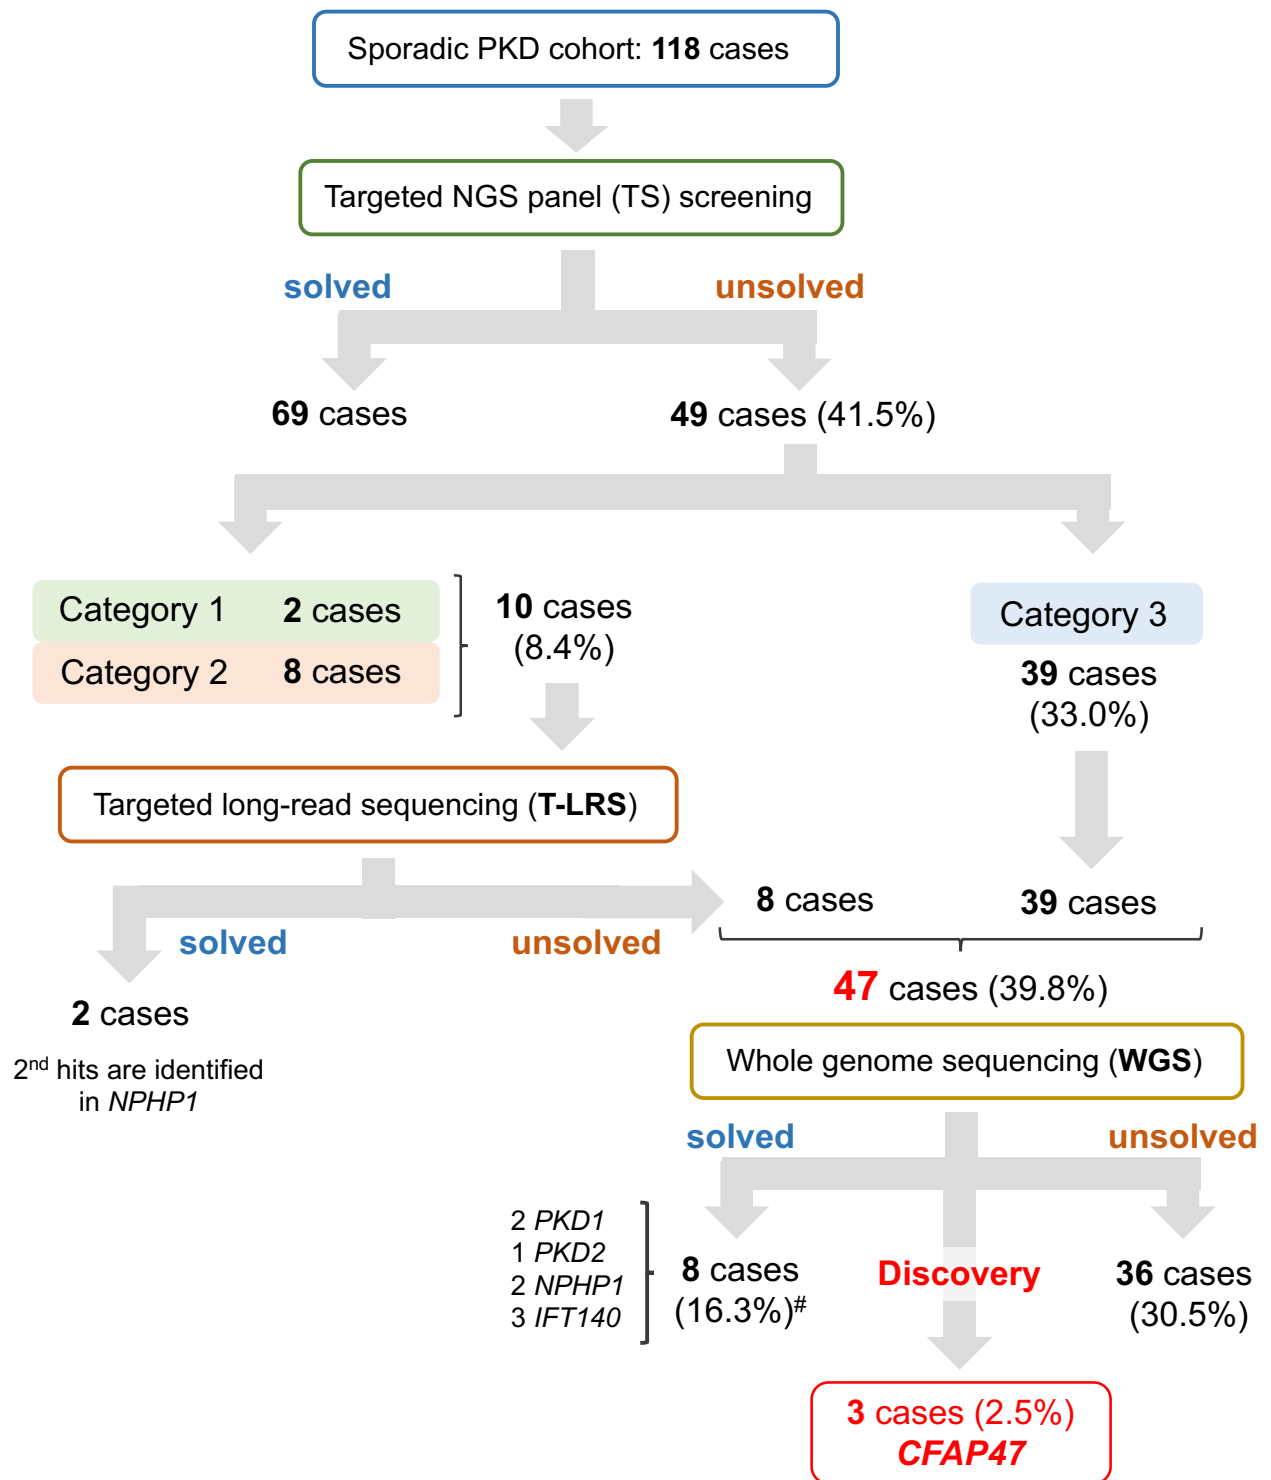 Sporadic PKD cohort: 118 cases
Targeted NGS panel (TS) screening
solved
unsolved
69 cases
49 cases (41.5%)
Category 1 2 cases
Category 2 8 cases
10 cases
(8.4%)
Category 3
39 cases
(33.0%)
Targeted long-read sequencing (T-LRS)
solved
unsolved
8 cases
39 cases
47 cases (39.8%)
2 cases
2nd hits are identified
in NPHP1
Whole genome sequencing (WGS)
solved
unsolved
2 PKD1
1 PKD2
2 NPHP1
3 IFT140
8 cases
(16.3%)#
Discovery
36 cases
(30.5%)
3 cases (2.5%)
CFAP47